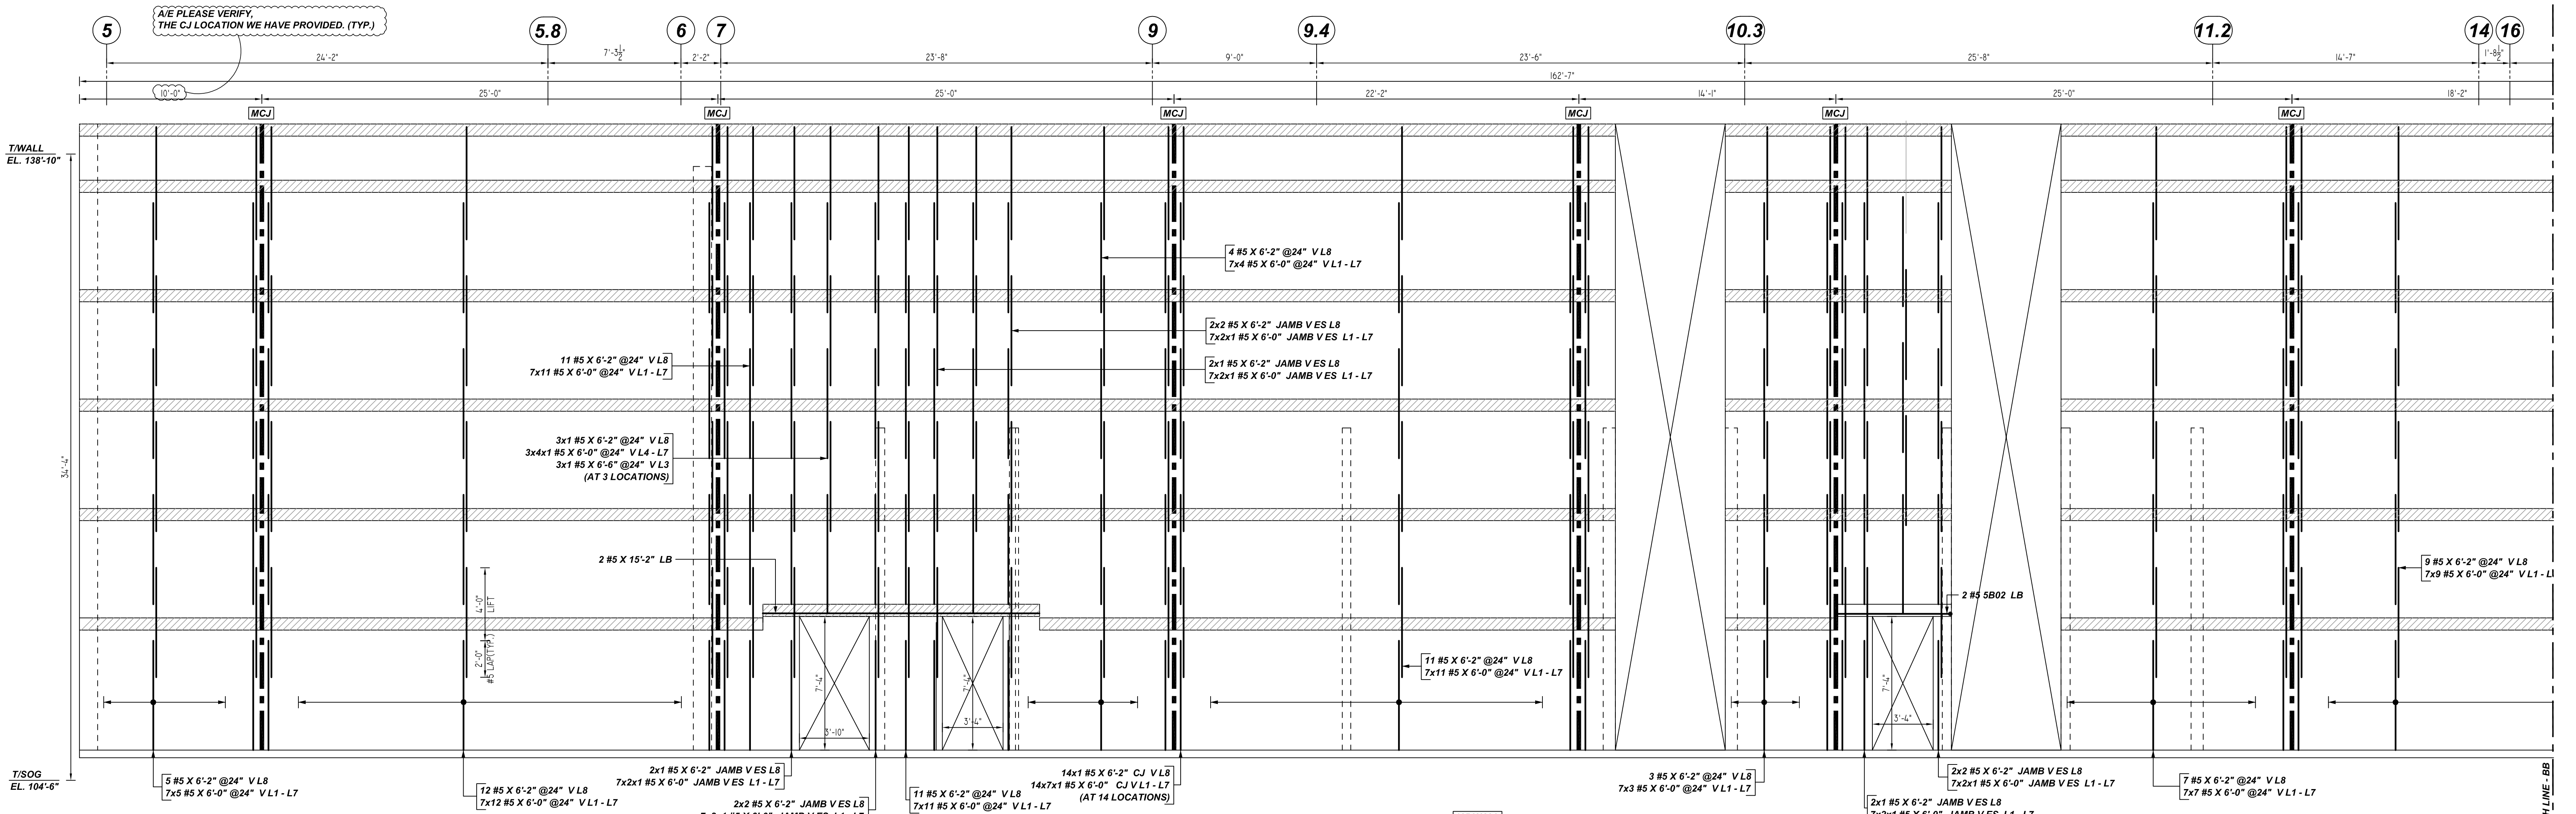 A/E PLEASE VERIFY,
THE CJ LOCATION WE HAVE PROVIDED. (TYP.)
5 5.8 6 7 9 9.4 10.3 11.2 14 16
24'-2" 7'-3½" 2'-2" 23'-8" 9'-0" 23'-6" 25'-8" 14'-7" 1'-8½"
162'-7"
10'-0" 25'-0" 25'-0" 22'-2" 14'-1" 25'-0" 18'-2"
MCJ MCJ MCJ MCJ MCJ MCJ
T/WALL
EL. 138'-10"
34'-4"
4 #5 X 6'-2" @24" V L8
7x4 #5 X 6'-0" @24" V L1 - L7
2x2 #5 X 6'-2" JAMB V ES L8
7x2x1 #5 X 6'-0" JAMB V ES L1 - L7
11 #5 X 6'-2" @24" V L8
7x11 #5 X 6'-0" @24" V L1 - L7
2x1 #5 X 6'-2" JAMB V ES L8
7x2x1 #5 X 6'-0" JAMB V ES L1 - L7
3x1 #5 X 6'-2" @24" V L8
3x4x1 #5 X 6'-0" @24" V L4 - L7
3x1 #5 X 6'-6" @24" V L3
(AT 3 LOCATIONS)
2 #5 X 15'-2" LB
9 #5 X 6'-2" @24" V L8
7x9 #5 X 6'-0" @24" V L1 - L
2 #5 5B02 LB
4'-0" LIFT
2'-0"
#5 LAP(TYP.)
7'-4" 7'-4" 7'-4"
3'-10" 3'-4" 3'-4"
11 #5 X 6'-2" @24" V L8
7x11 #5 X 6'-0" @24" V L1 - L7
T/SOG
EL. 104'-6"
5 #5 X 6'-2" @24" V L8
7x5 #5 X 6'-0" @24" V L1 - L7
12 #5 X 6'-2" @24" V L8
7x12 #5 X 6'-0" @24" V L1 - L7
2x1 #5 X 6'-2" JAMB V ES L8
7x2x1 #5 X 6'-0" JAMB V ES L1 - L7
2x2 #5 X 6'-2" JAMB V ES L8
11 #5 X 6'-2" @24" V L8
7x11 #5 X 6'-0" @24" V L1 - L7
14x1 #5 X 6'-2" CJ V L8
14x7x1 #5 X 6'-0" CJ V L1 - L7
(AT 14 LOCATIONS)
3 #5 X 6'-2" @24" V L8
7x3 #5 X 6'-0" @24" V L1 - L7
2x1 #5 X 6'-2" JAMB V ES L8
7x2x1 #5 X 6'-0" JAMB V ES L1 - L7
2x2 #5 X 6'-2" JAMB V ES L8
7x2x1 #5 X 6'-0" JAMB V ES L1 - L7
7 #5 X 6'-2" @24" V L8
7x7 #5 X 6'-0" @24" V L1 - L7
H LINE - BB